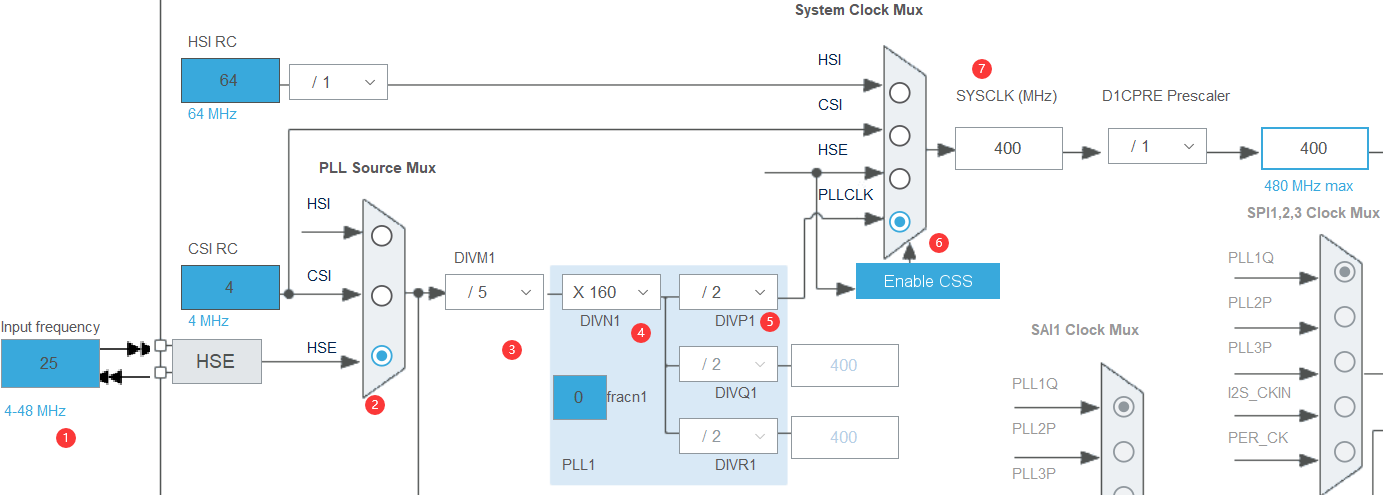 System Clock Mux
HSI RC
64
/ 1
64 MHz
HSI
7
SYSCLK (MHz)
D1CPRE Prescaler
CSI
400
/ 1
400
HSE
480 MHz max
PLL Source Mux
PLLCLK
HSI
SPI1,2,3 Clock Mux
6
CSI RC
DIVM1
PLL1Q
CSI
4
/ 5
X 160
/ 2
Enable CSS
4 MHz
DIVN1
DIVP1
PLL2P
Input frequency
4
5
SAI1 Clock Mux
HSE
3
PLL3P
25
HSE
/ 2
400
4-48 MHz
2
0
fracn1
DIVQ1
PLL1Q
I2S_CKIN
1
PLL2P
/ 2
400
PER_CK
PLL1
DIVR1
PLL3P